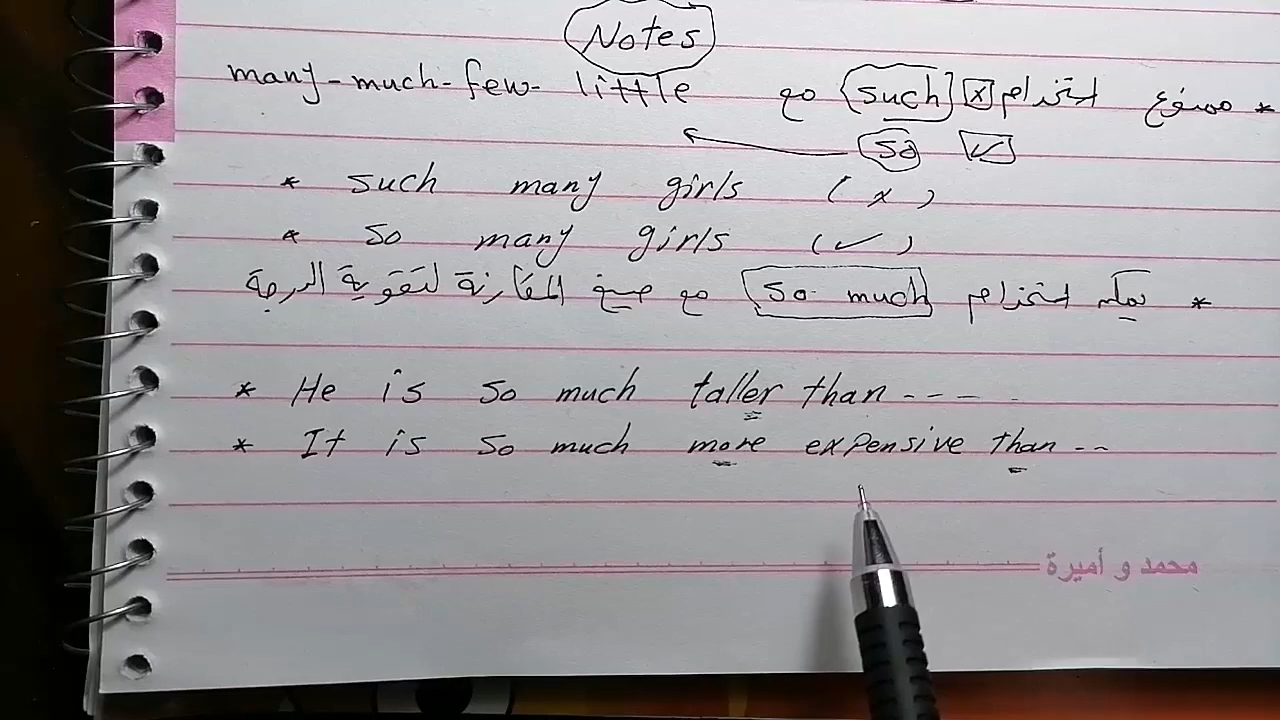 Notes
* ممنوع استخدام [x] such مع many - much - few - little
so [✓]
* such many girls (x)
* so many girls (✓)
* يمكن استخدام so much مع صيغ المقارنة لتقوية الدرجة
* He is so much taller than ----
* It is so much more expensive than --
محمد و أميرة